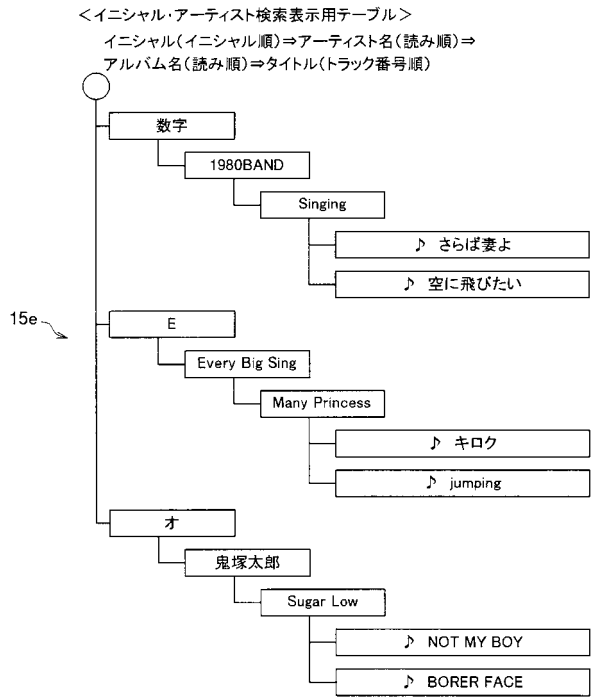 ＜イニシャル・アーティスト検索表示用テーブル＞
イニシャル(イニシャル順)⇒アーティスト名(読み順)⇒
アルバム名(読み順)⇒タイトル(トラック番号順)
数字
1980BAND
Singing
♪ さらば妻よ
♪ 空に飛びたい
15e
E
Every Big Sing
Many Princess
♪ キロク
♪ jumping
オ
鬼塚太郎
Sugar Low
♪ NOT MY BOY
♪ BORER FACE